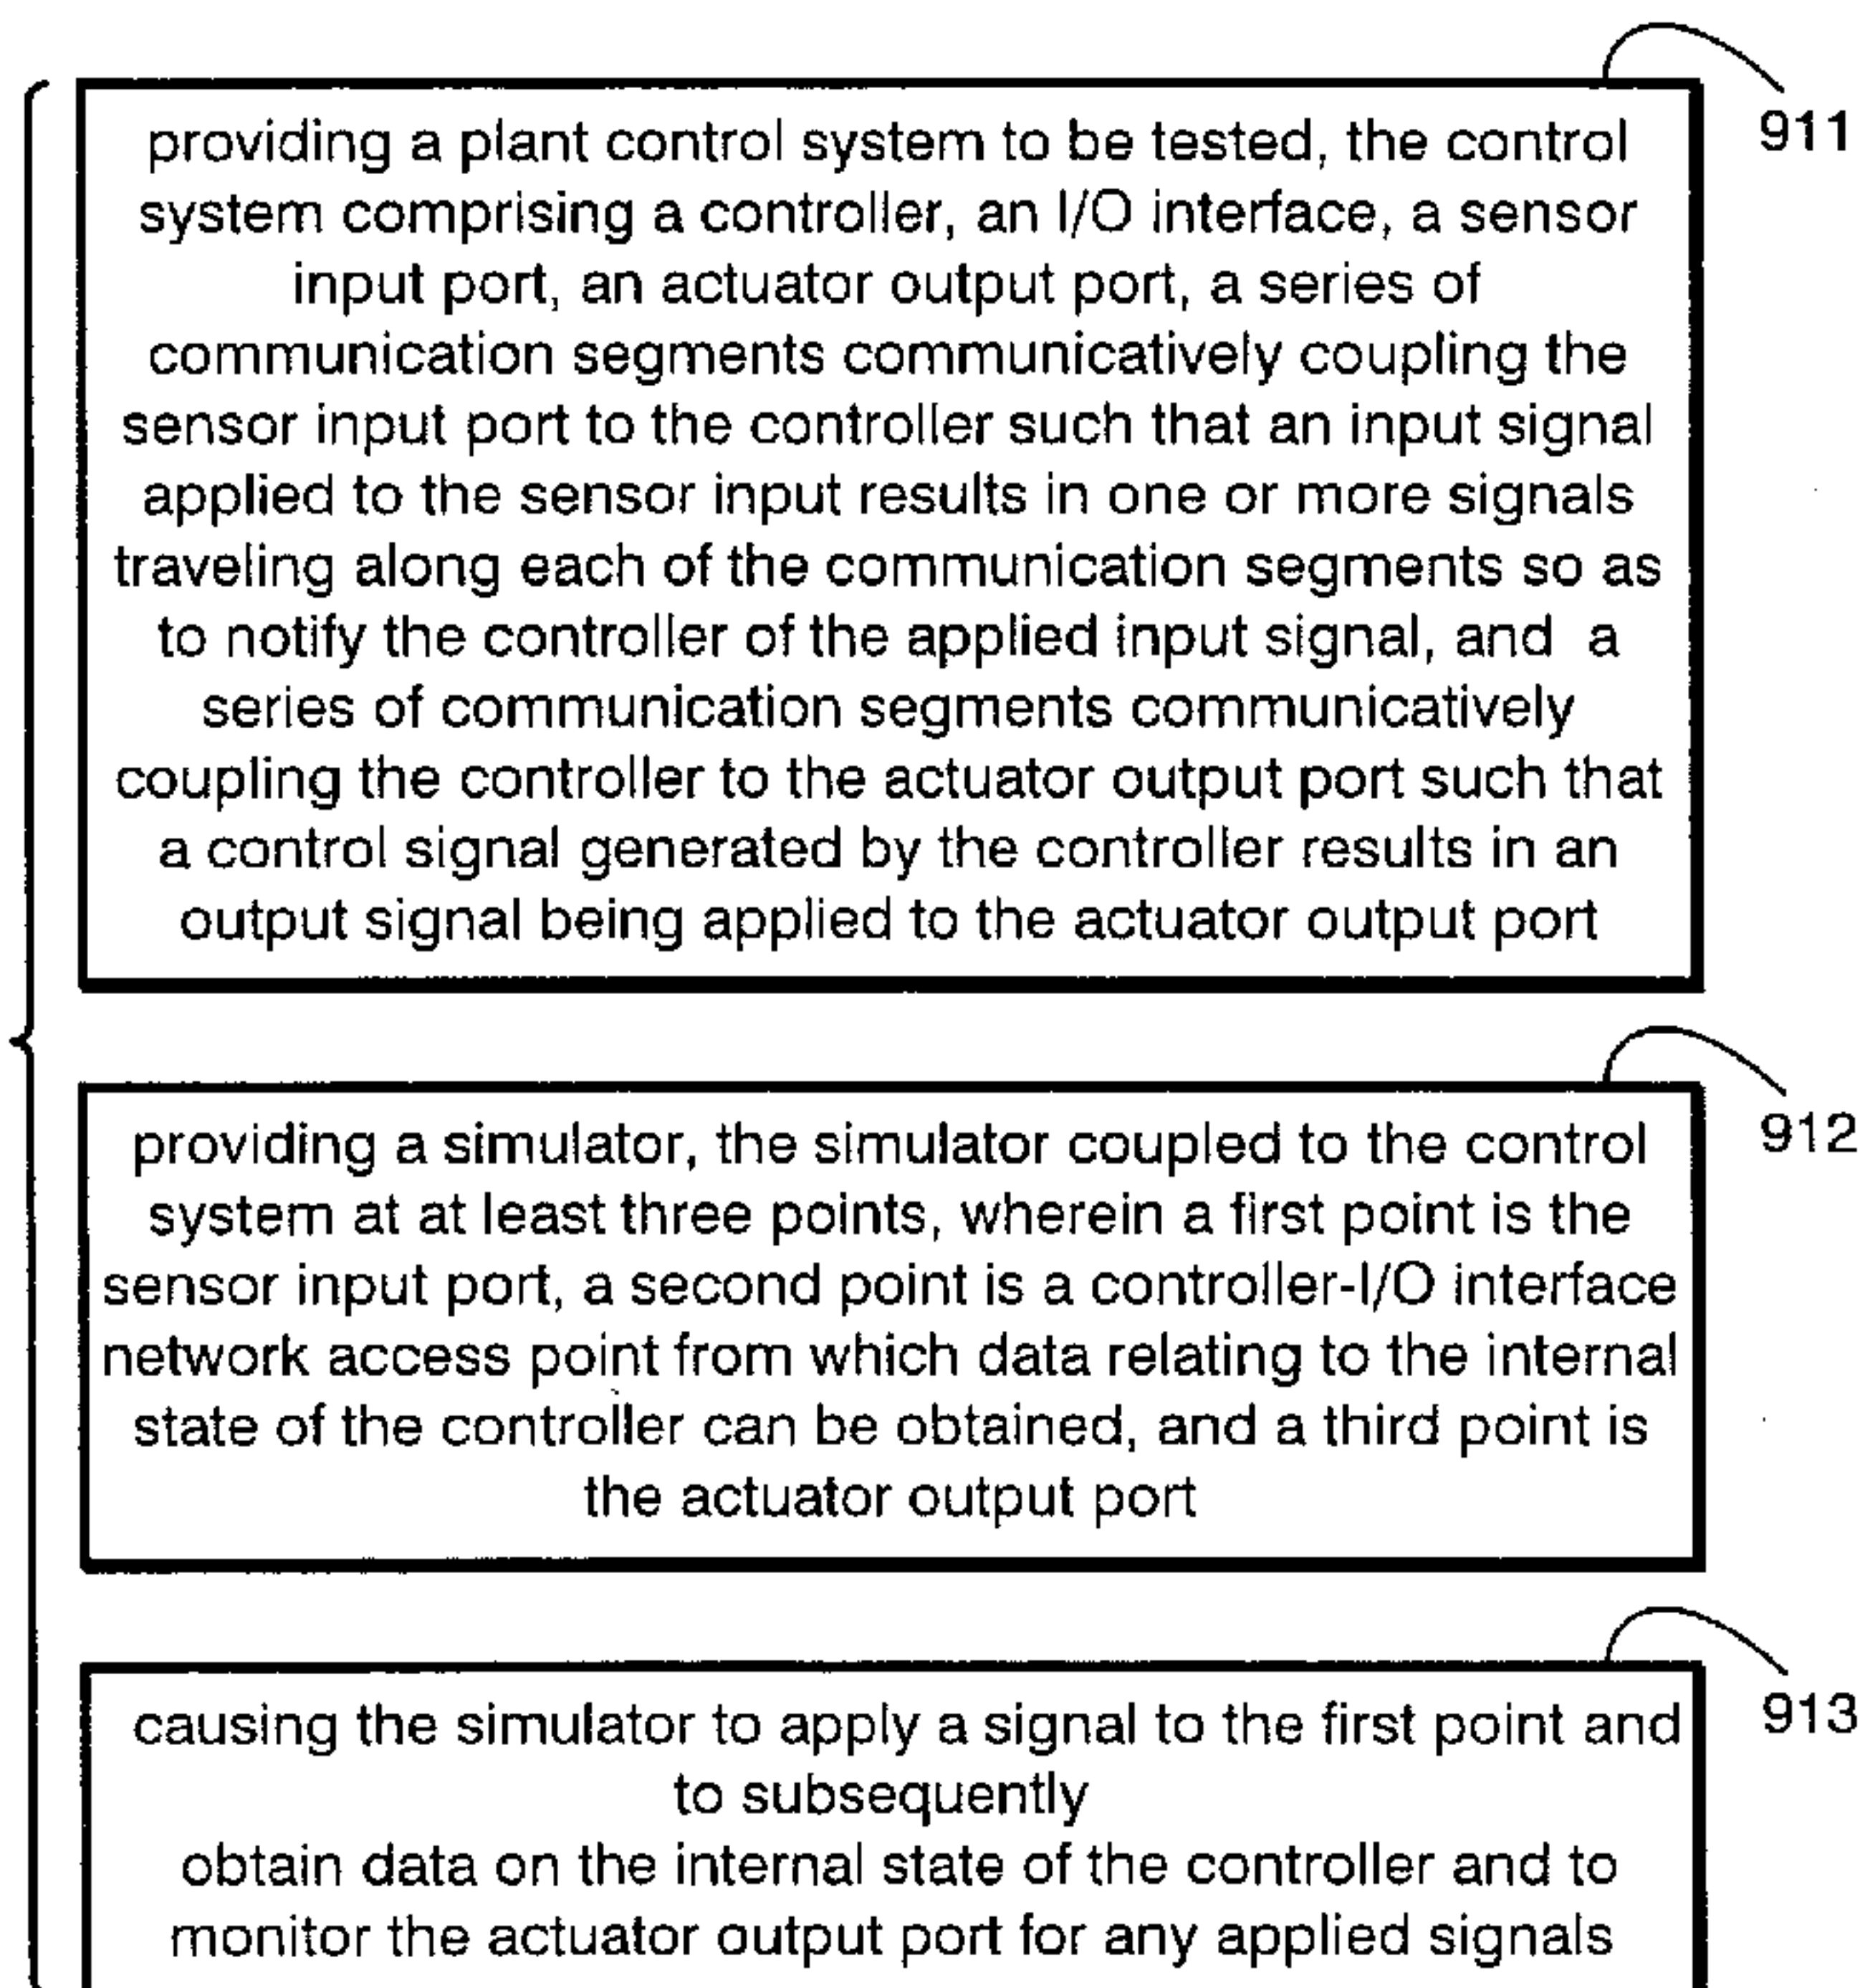 911
providing a plant control system to be tested, the control
system comprising a controller, an I/O interface, a sensor
input port, an actuator output port, a series of
communication segments communicatively coupling the
sensor input port to the controller such that an input signal
applied to the sensor input results in one or more signals
traveling along each of the communication segments so as
to notify the controller of the applied input signal, and a
series of communication segments communicatively
coupling the controller to the actuator output port such that
a control signal generated by the controller results in an
output signal being applied to the actuator output port
912
providing a simulator, the simulator coupled to the control
system at at least three points, wherein a first point is the
sensor input port, a second point is a controller-I/O interface
network access point from which data relating to the internal
state of the controller can be obtained, and a third point is
the actuator output port
913
causing the simulator to apply a signal to the first point and
to subsequently
obtain data on the internal state of the controller and to
monitor the actuator output port for any applied signals